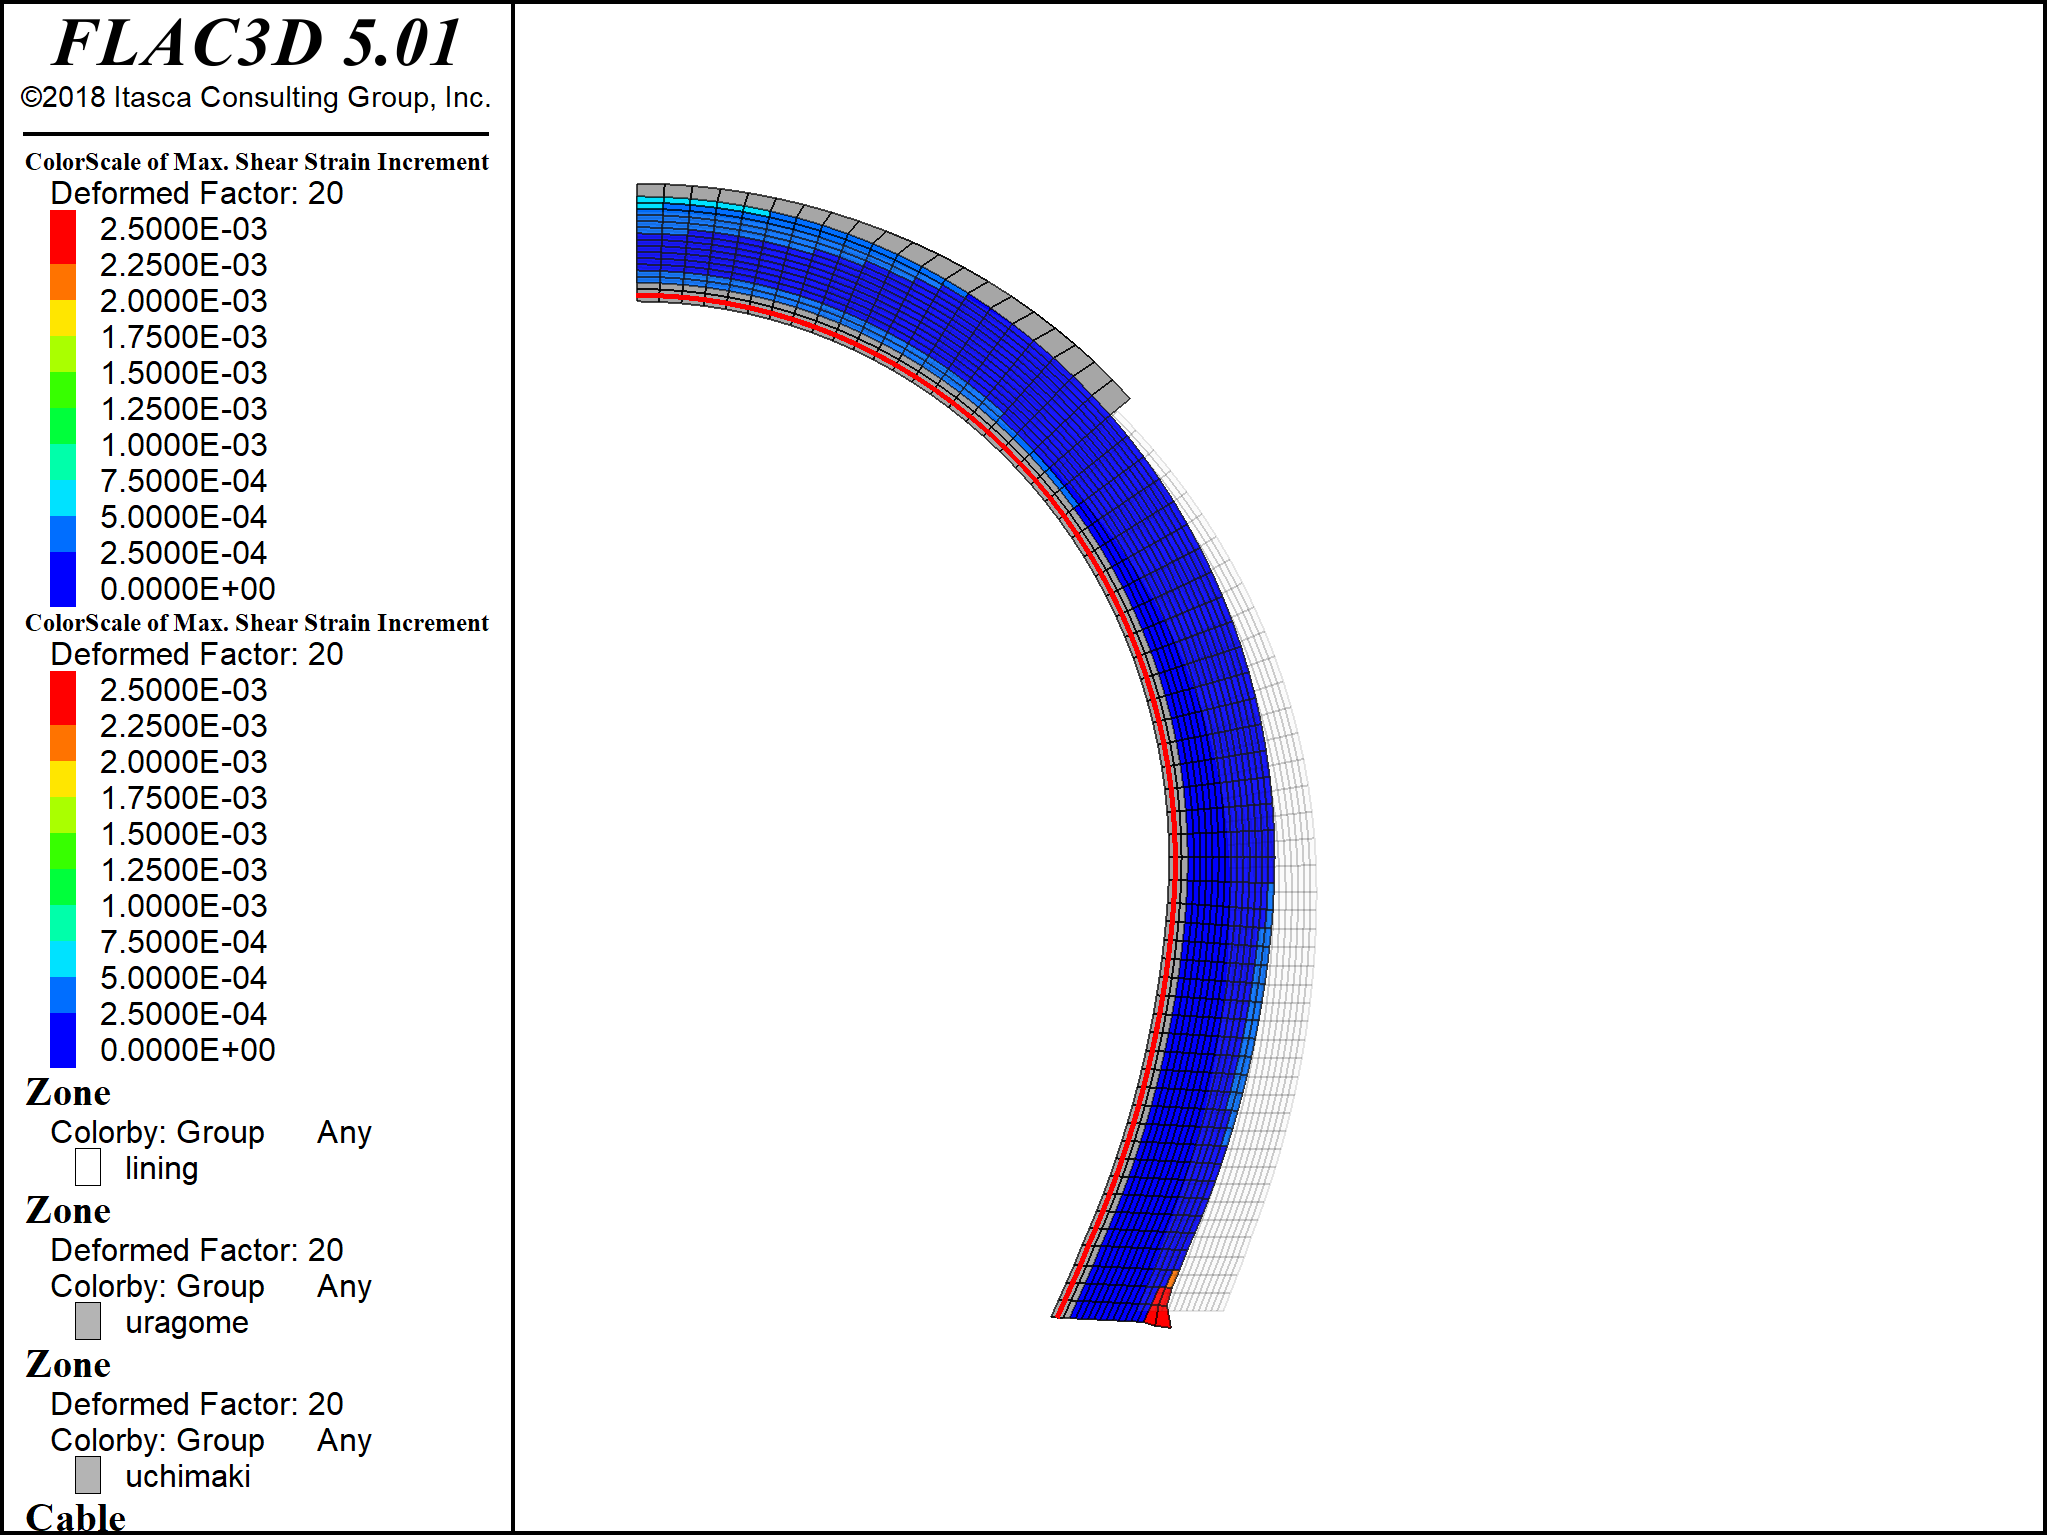 FLAC3D 5.01
©2018 Itasca Consulting Group, Inc.
ColorScale of Max. Shear Strain Increment
Deformed Factor: 20
2.5000E-03
2.2500E-03
2.0000E-03
1.7500E-03
1.5000E-03
1.2500E-03
1.0000E-03
7.5000E-04
5.0000E-04
2.5000E-04
0.0000E+00
ColorScale of Max. Shear Strain Increment
Deformed Factor: 20
2.5000E-03
2.2500E-03
2.0000E-03
1.7500E-03
1.5000E-03
1.2500E-03
1.0000E-03
7.5000E-04
5.0000E-04
2.5000E-04
0.0000E+00
Zone
Colorby: Group Any
lining
Zone
Deformed Factor: 20
Colorby: Group Any
uragome
Zone
Deformed Factor: 20
Colorby: Group Any
uchimaki
Cable